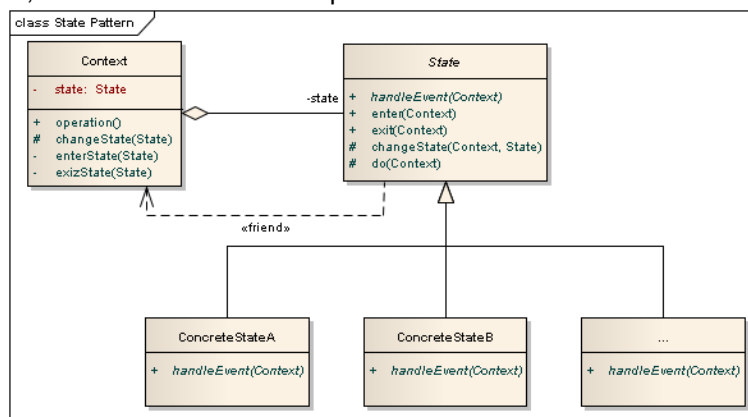 class State Pattern
Context
- state: State
+ operation()
# changeState(State)
- enterState(State)
- exizState(State)
-state
State
+ handleEvent(Context)
+ enter(Context)
+ exit(Context)
# changeState(Context, State)
# do(Context)
«friend»
ConcreteStateA
+ handleEvent(Context)
ConcreteStateB
+ handleEvent(Context)
...
+ handleEvent(Context)